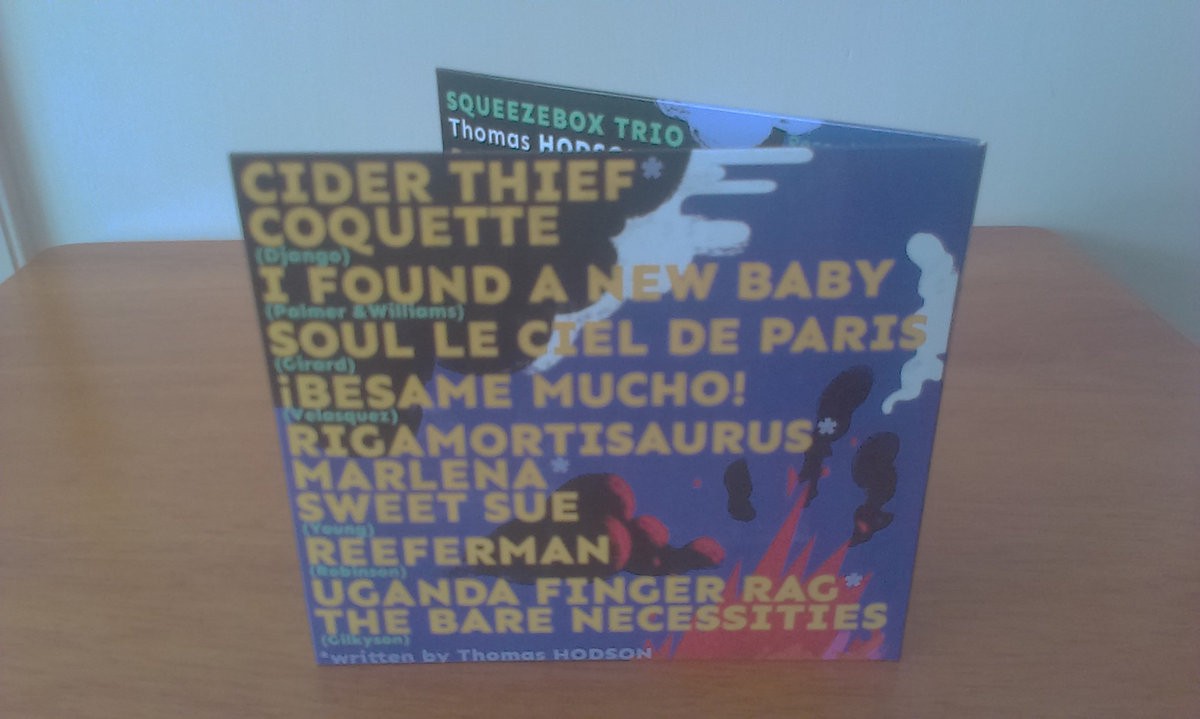 SQUEEZEBOX TRIO
Thomas HODSON
CIDER THIEF*
COQUETTE
(Django)
I FOUND A NEW BABY
(Palmer & Williams)
SOUL LE CIEL DE PARIS
(Girard)
¡BESAME MUCHO!
(Velasquez)
RIGAMORTISAURUS*
MARLENA*
SWEET SUE
(Young)
REEFERMAN
(Robinson)
UGANDA FINGER RAG*
THE BARE NECESSITIES
(Gilkyson)
*written by Thomas HODSON